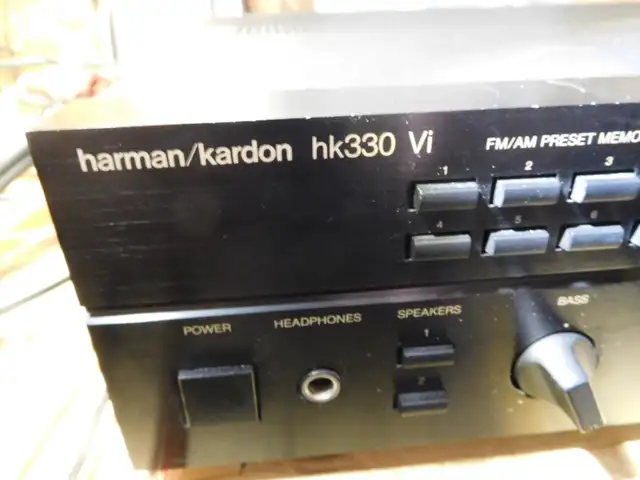 harman/kardon hk330 Vi
FM/AM PRESET MEMO
1 2 3
4 5 6
POWER HEADPHONES SPEAKERS BASS
1
2